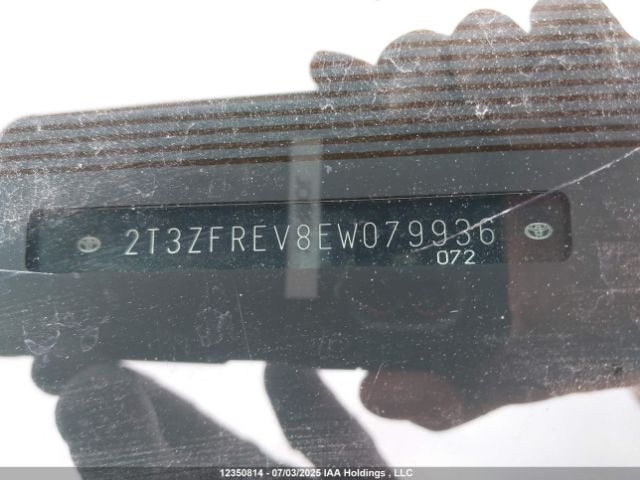 2T3ZFREV8EW079936
072
12350814 - 07/03/2025 IAA Holdings , LLC